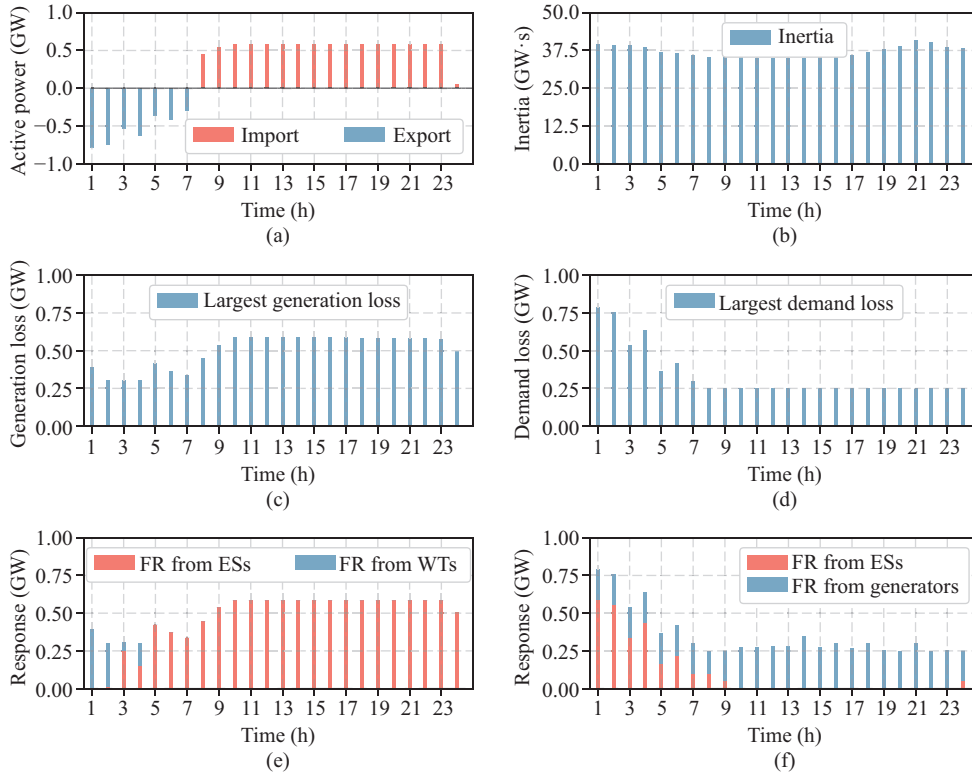 Active power (GW)
1.0
0.5
0.0
−0.5
−1.0
Import
Export
1 3 5 7 9 11 13 15 17 19 21 23
Time (h)
(a)
Inertia (GW·s)
50.0
37.5
25.0
12.5
0.0
Inertia
1 3 5 7 9 11 13 15 17 19 21 23
Time (h)
(b)
Generation loss (GW)
1.00
0.75
0.50
0.25
0.00
Largest generation loss
1 3 5 7 9 11 13 15 17 19 21 23
Time (h)
(c)
Demand loss (GW)
1.00
0.75
0.50
0.25
0.00
Largest demand loss
1 3 5 7 9 11 13 15 17 19 21 23
Time (h)
(d)
Response (GW)
1.00
0.75
0.50
0.25
0.00
FR from ESs
FR from WTs
1 3 5 7 9 11 13 15 17 19 21 23
Time (h)
(e)
Response (GW)
1.00
0.75
0.50
0.25
0.00
FR from ESs
FR from generators
1 3 5 7 9 11 13 15 17 19 21 23
Time (h)
(f)